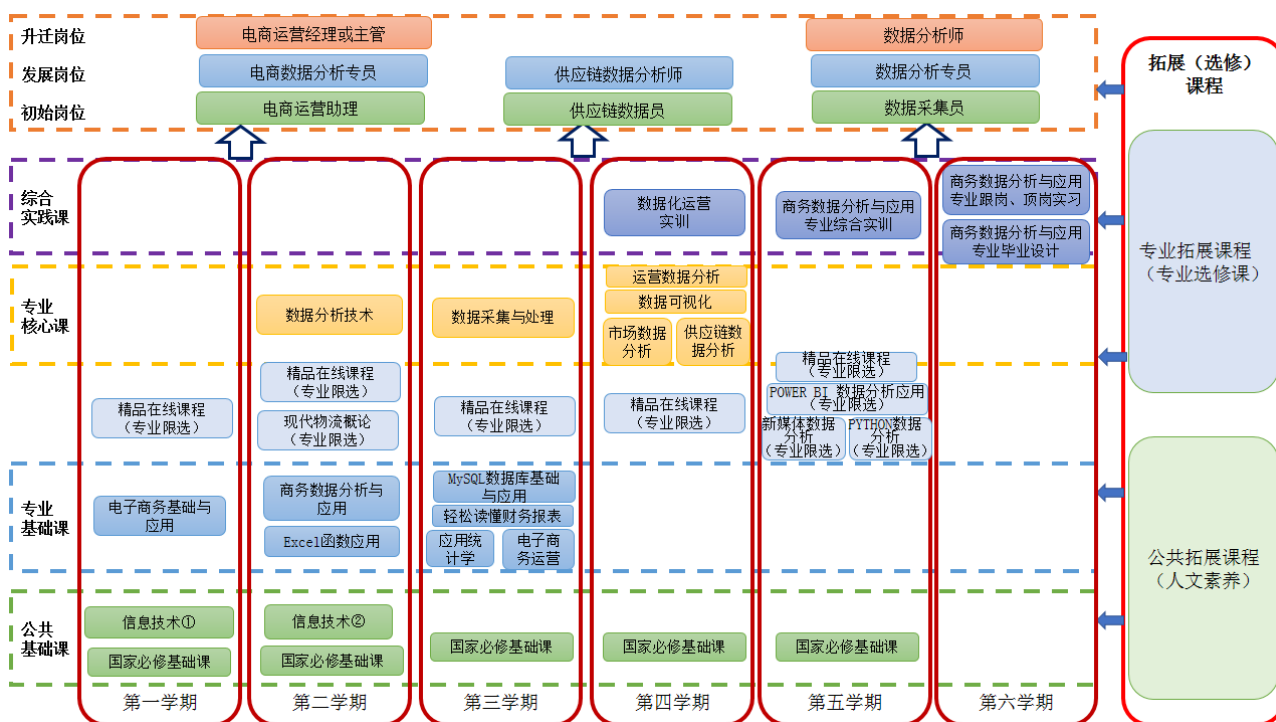 升迁岗位
电商运营经理或主管
数据分析师
发展岗位
电商数据分析专员
供应链数据分析师
数据分析专员
初始岗位
电商运营助理
供应链数据员
数据采集员
拓展（选修）
课程
专业拓展课程
（专业选修课）
公共拓展课程
（人文素养）
综合
实践课
数据化运营
实训
商务数据分析与应用
专业综合实训
商务数据分析与应用
专业跟岗、顶岗实习
商务数据分析与应用
专业毕业设计
专业
核心课
数据分析技术
数据采集与处理
运营数据分析
数据可视化
市场数据
分析
供应链数
据分析
精品在线课程
（专业限选）
精品在线课程
（专业限选）
现代物流概论
（专业限选）
精品在线课程
（专业限选）
精品在线课程
（专业限选）
精品在线课程
（专业限选）
POWER BI 数据分析应用
（专业限选）
新媒体数据
分析
（专业限选）
PYTHON数据
分析
（专业限选）
专业
基础课
电子商务基础与
应用
商务数据分析与
应用
Excel函数应用
MySQL数据库基础
与应用
轻松读懂财务报表
应用统
计学
电子商
务运营
公共
基础课
信息技术①
国家必修基础课
信息技术②
国家必修基础课
国家必修基础课
国家必修基础课
国家必修基础课
第一学期
第二学期
第三学期
第四学期
第五学期
第六学期